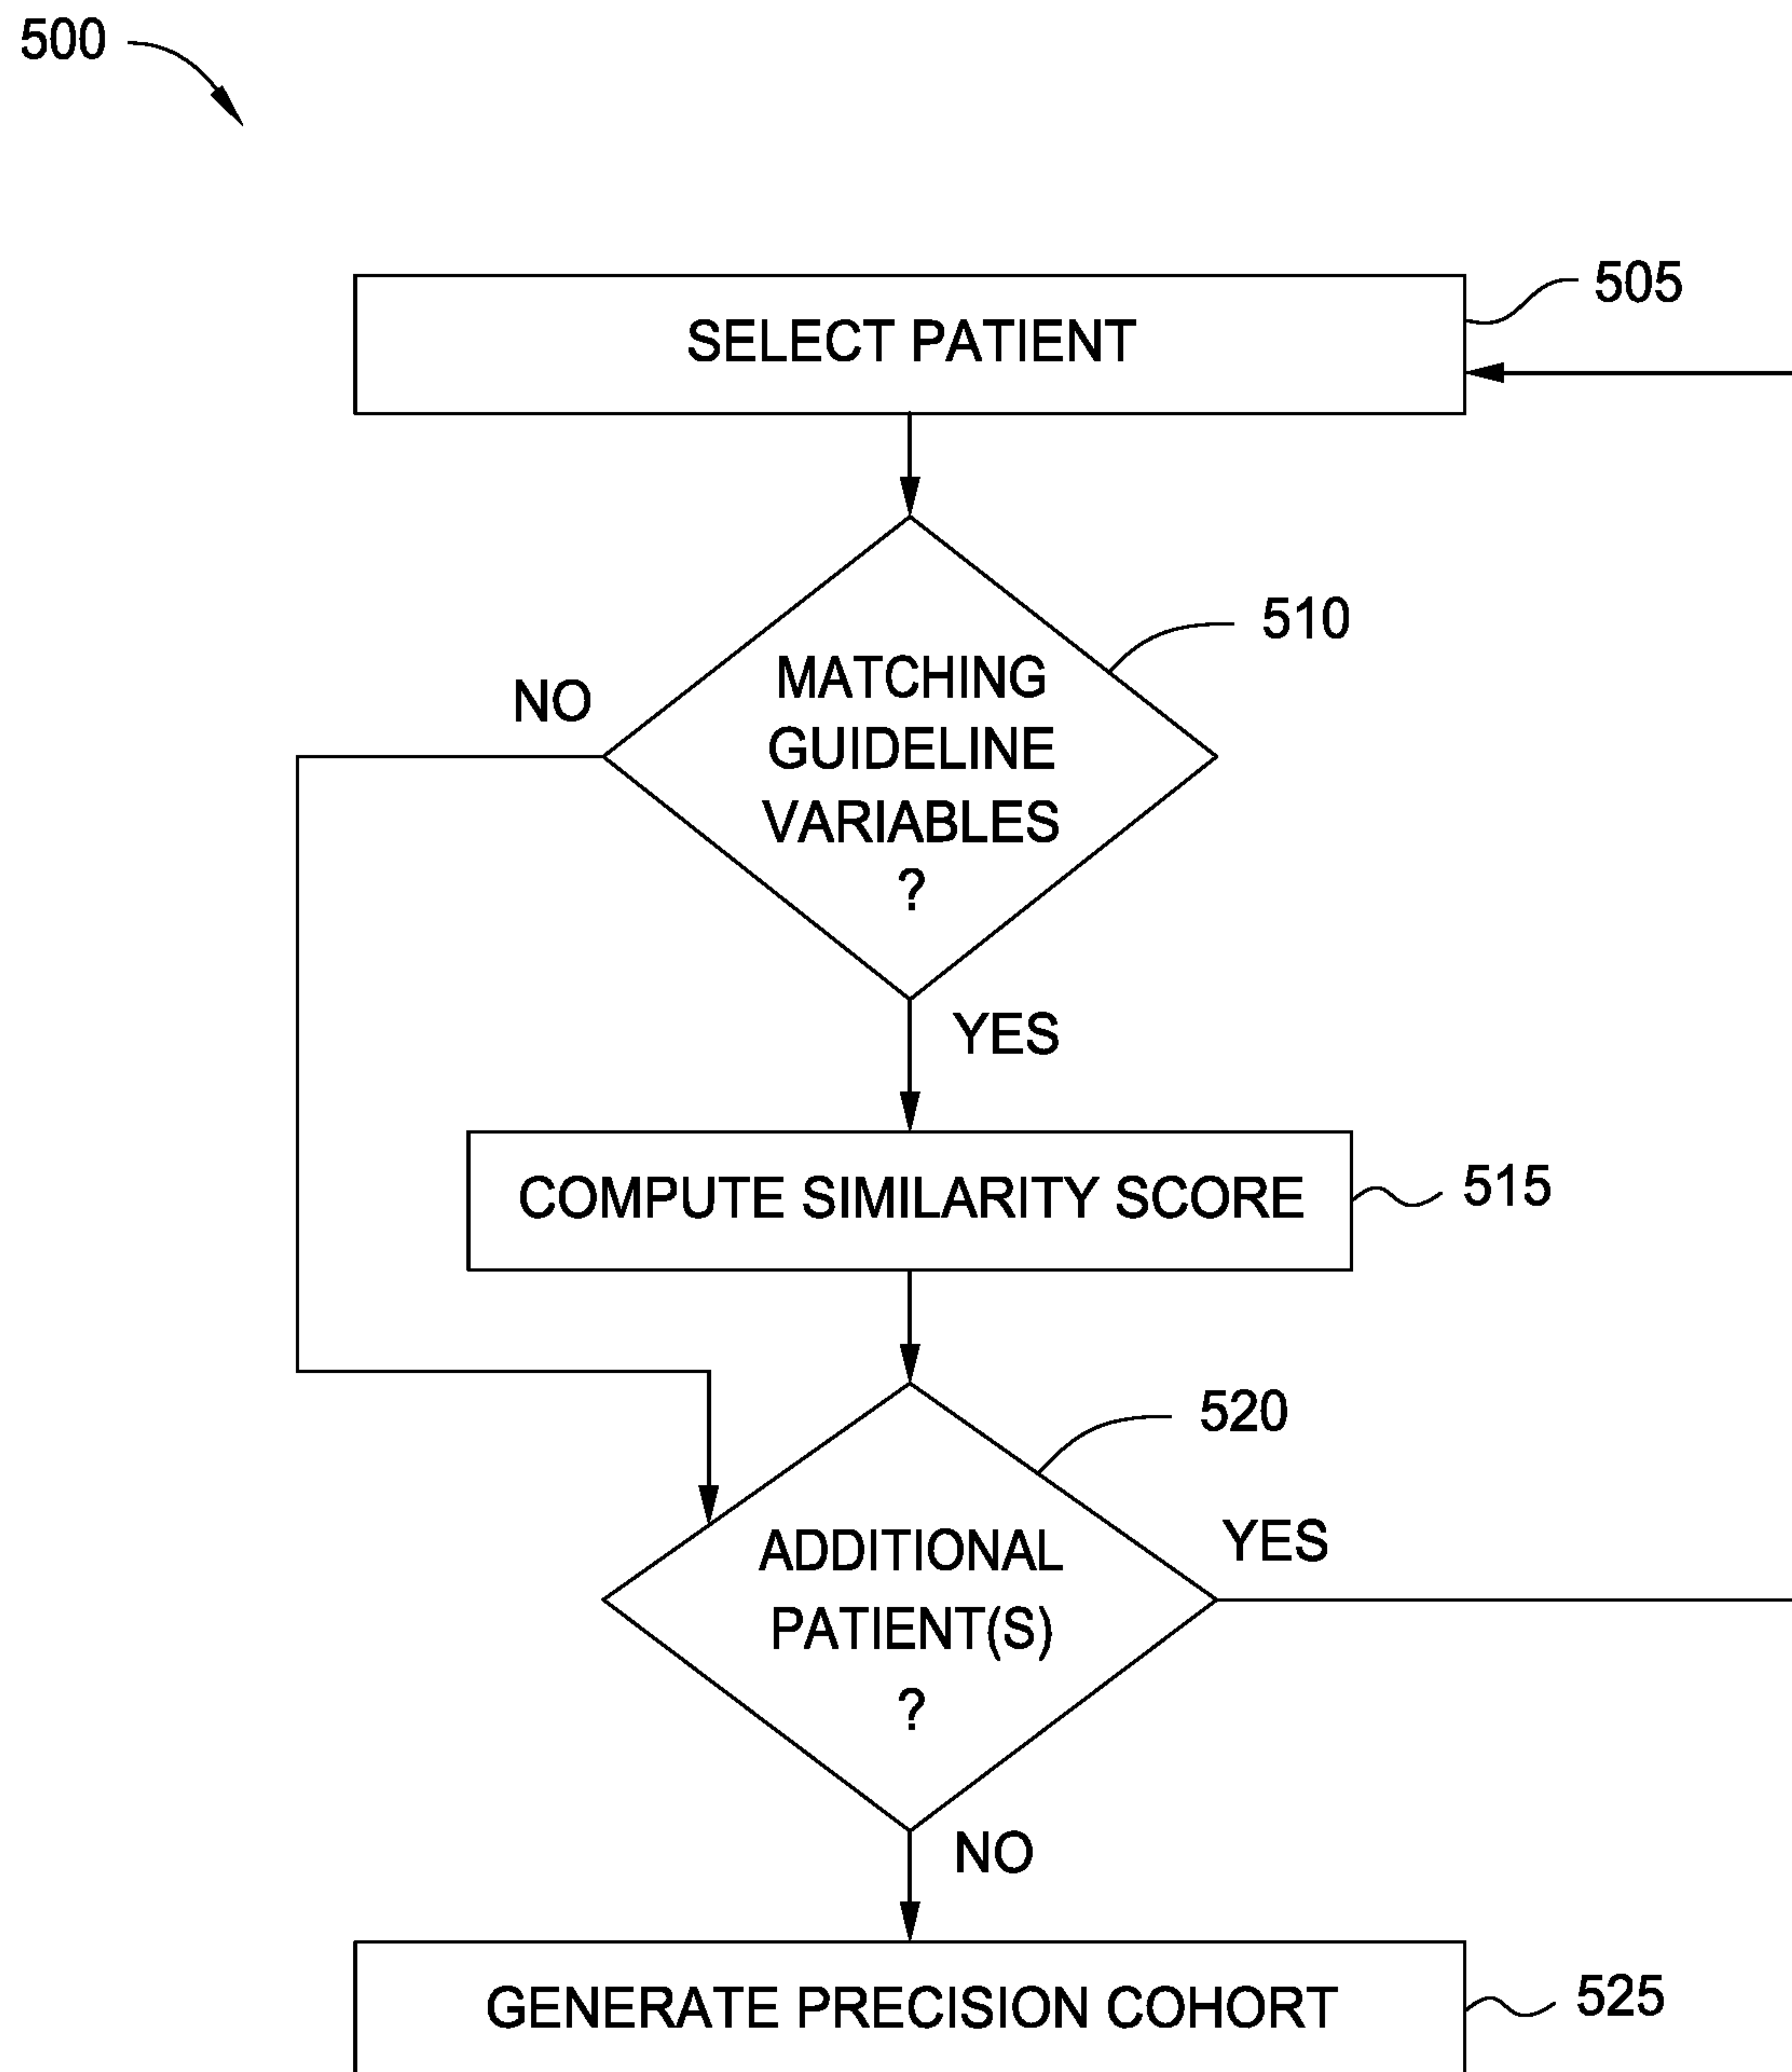 500
SELECT PATIENT
505
MATCHING
GUIDELINE
VARIABLES
?
510
NO
YES
COMPUTE SIMILARITY SCORE
515
ADDITIONAL
PATIENT(S)
?
520
YES
NO
GENERATE PRECISION COHORT
525